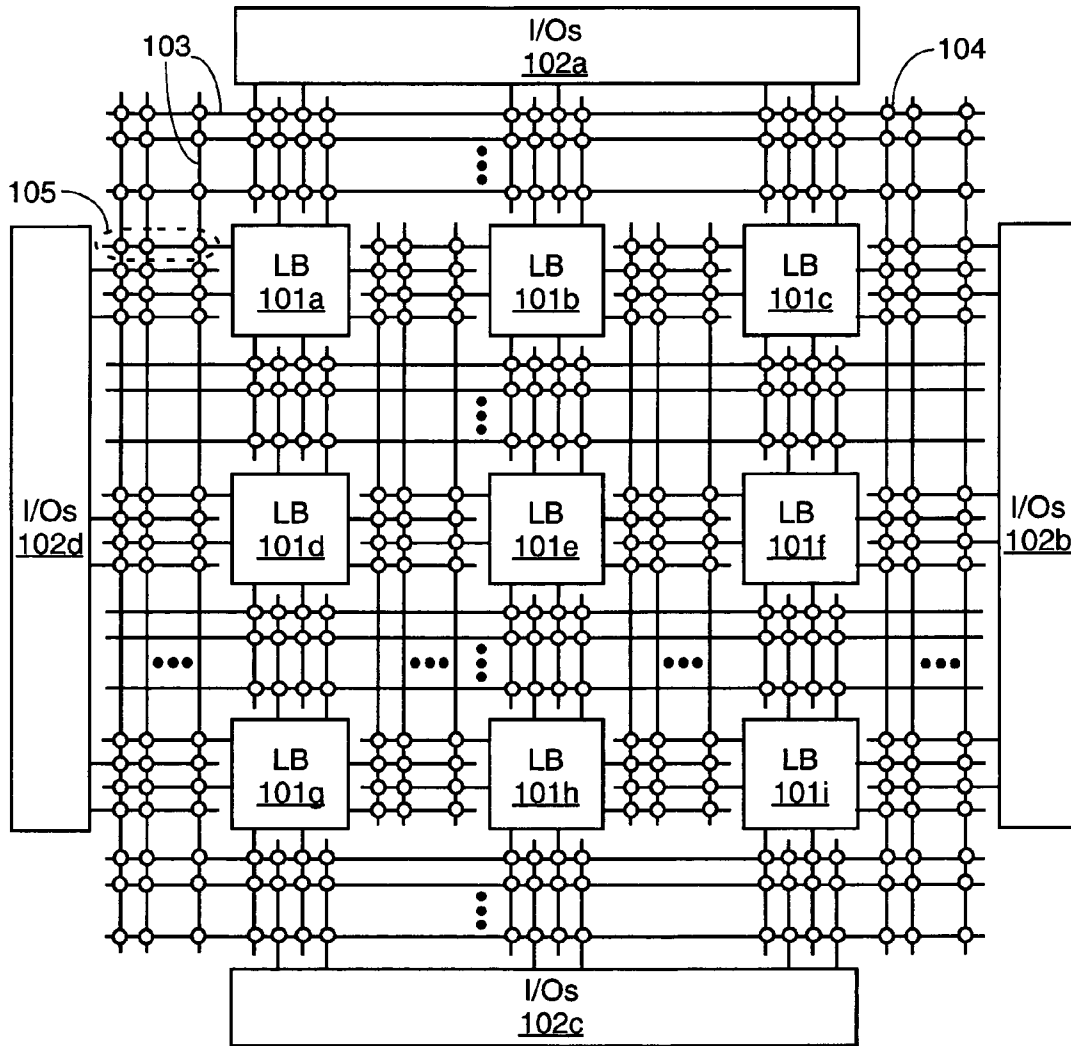 I/Os
102a
103
104
105
LB
101a
LB
101b
LB
101c
I/Os
102d
LB
101d
LB
101e
LB
101f
I/Os
102b
LB
101g
LB
101h
LB
101i
I/Os
102c